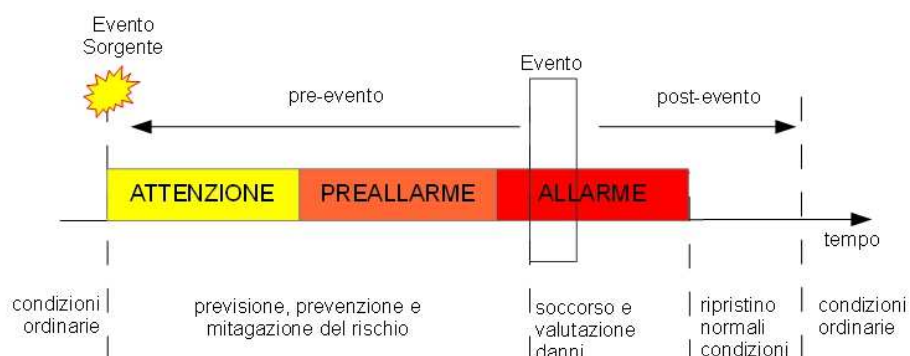 Evento
Sorgente
Evento
pre-evento
post-evento
ATTENZIONE
PREALLARME
ALLARME
tempo
condizioni
ordinarie
previsione, prevenzione e
mitagazione del rischio
soccorso e
valutazione
danni
ripristino
normali
condizioni
condizioni
ordinarie